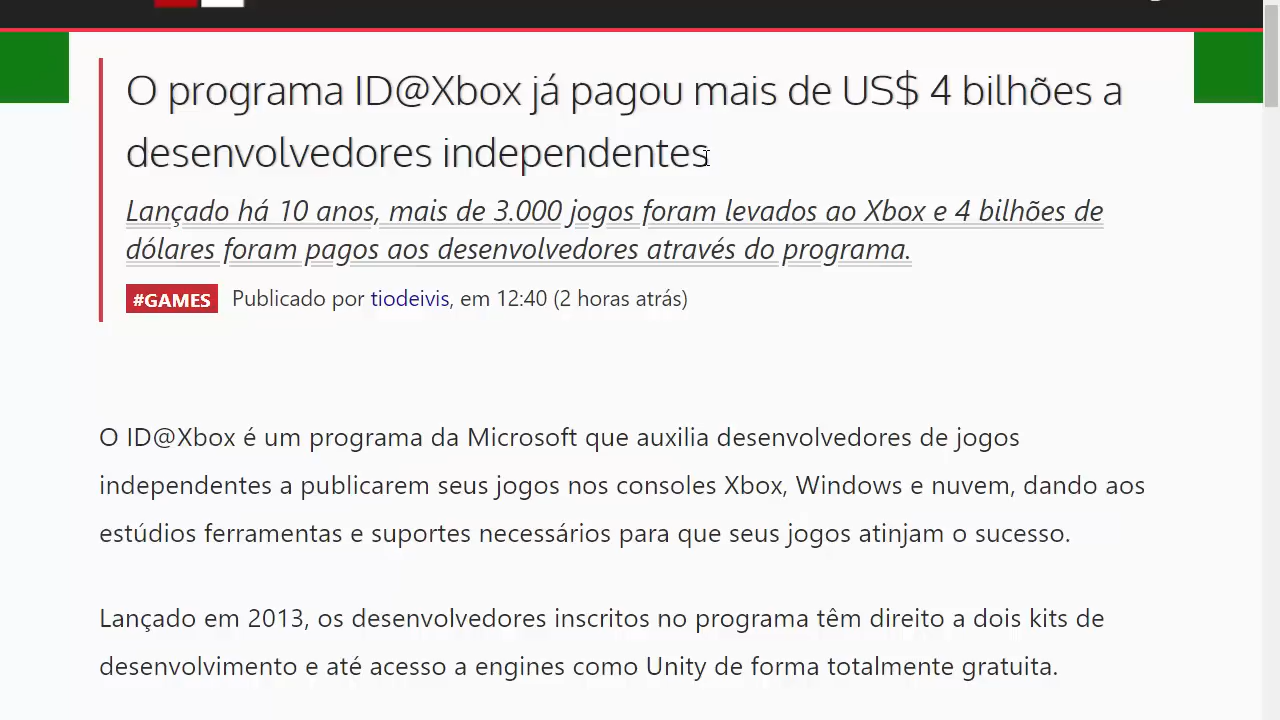 O programa ID@Xbox já pagou mais de US$ 4 bilhões a
desenvolvedores independentes
Lançado há 10 anos, mais de 3.000 jogos foram levados ao Xbox e 4 bilhões de
dólares foram pagos aos desenvolvedores através do programa.
#GAMES Publicado por tiodeivis, em 12:40 (2 horas atrás)
O ID@Xbox é um programa da Microsoft que auxilia desenvolvedores de jogos
independentes a publicarem seus jogos nos consoles Xbox, Windows e nuvem, dando aos
estúdios ferramentas e suportes necessários para que seus jogos atinjam o sucesso.
Lançado em 2013, os desenvolvedores inscritos no programa têm direito a dois kits de
desenvolvimento e até acesso a engines como Unity de forma totalmente gratuita.